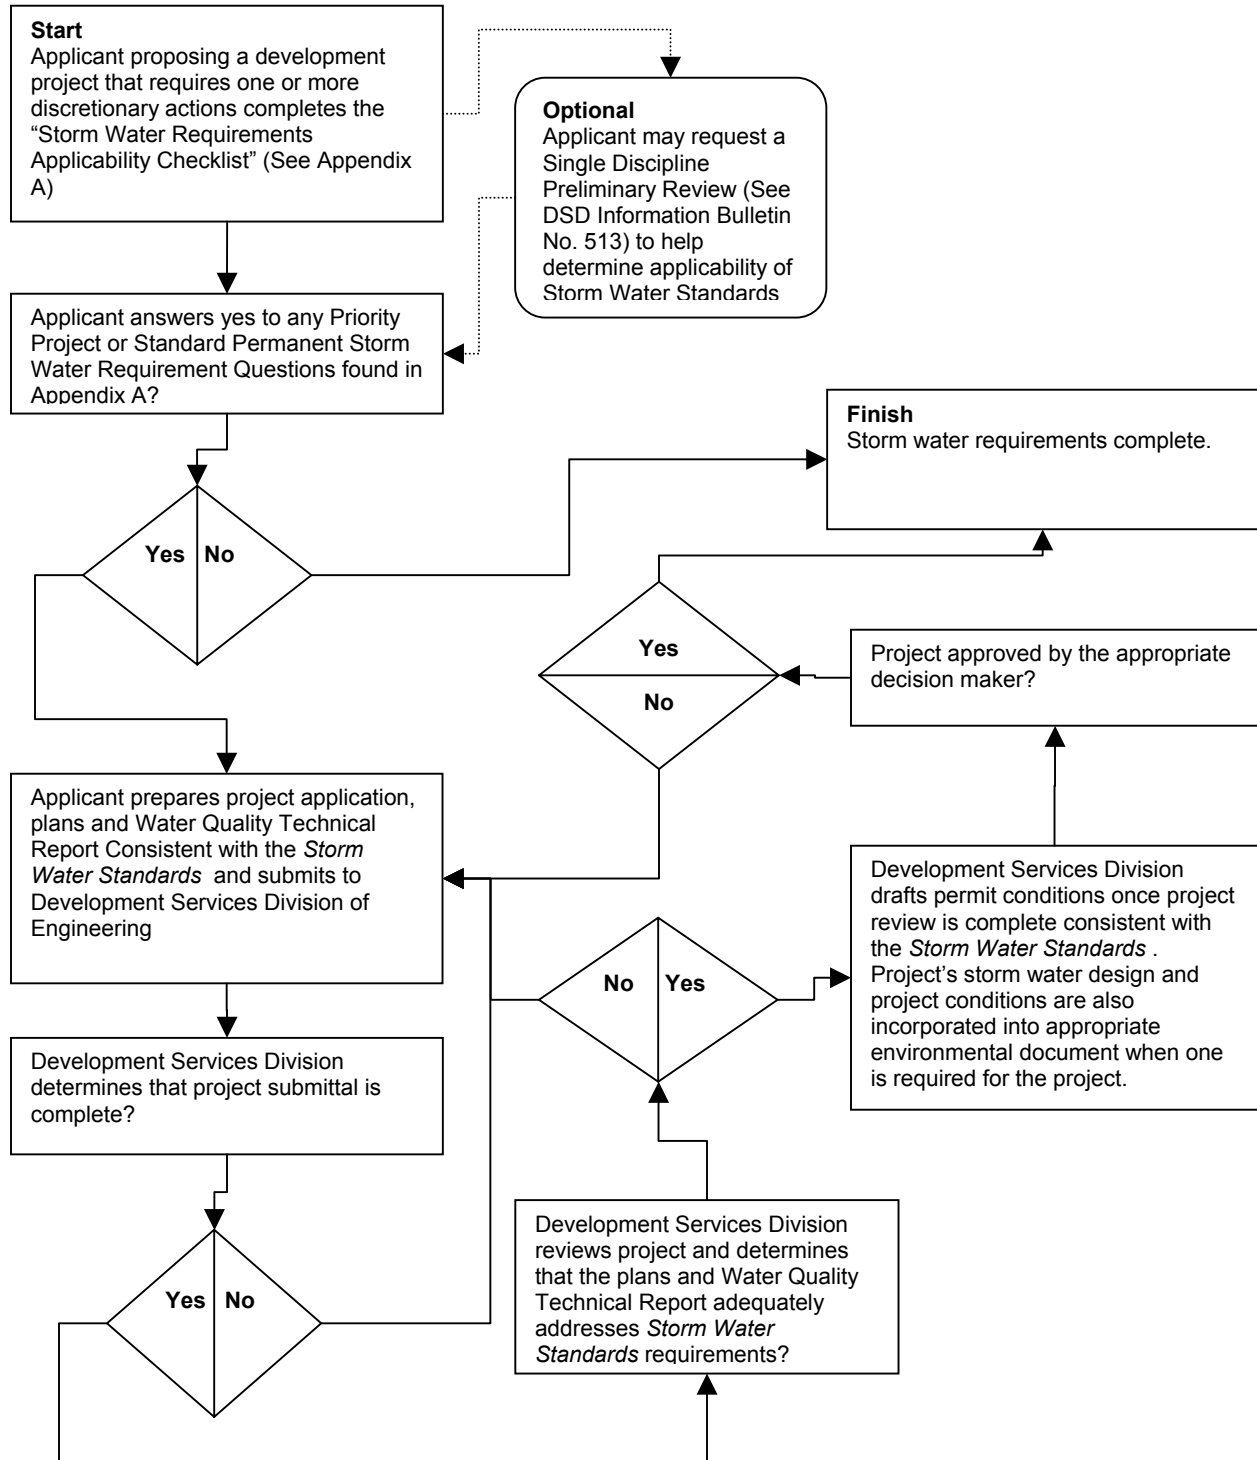 Start
Applicant proposing a development
project that requires one or more
discretionary actions completes the
“Storm Water Requirements
Applicability Checklist” (See Appendix
A)
Optional
Applicant may request a
Single Discipline
Preliminary Review (See
DSD Information Bulletin
No. 513) to help
determine applicability of
Storm Water Standards
Applicant answers yes to any Priority
Project or Standard Permanent Storm
Water Requirement Questions found in
Appendix A?
Finish
Storm water requirements complete.
Yes No
Yes
No
Project approved by the appropriate
decision maker?
Applicant prepares project application,
plans and Water Quality Technical
Report Consistent with the Storm
Water Standards and submits to
Development Services Division of
Engineering
No Yes
Development Services Division
drafts permit conditions once project
review is complete consistent with
the Storm Water Standards .
Project’s storm water design and
project conditions are also
incorporated into appropriate
environmental document when one
is required for the project.
Development Services Division
determines that project submittal is
complete?
Yes No
Development Services Division
reviews project and determines
that the plans and Water Quality
Technical Report adequately
addresses Storm Water
Standards requirements?